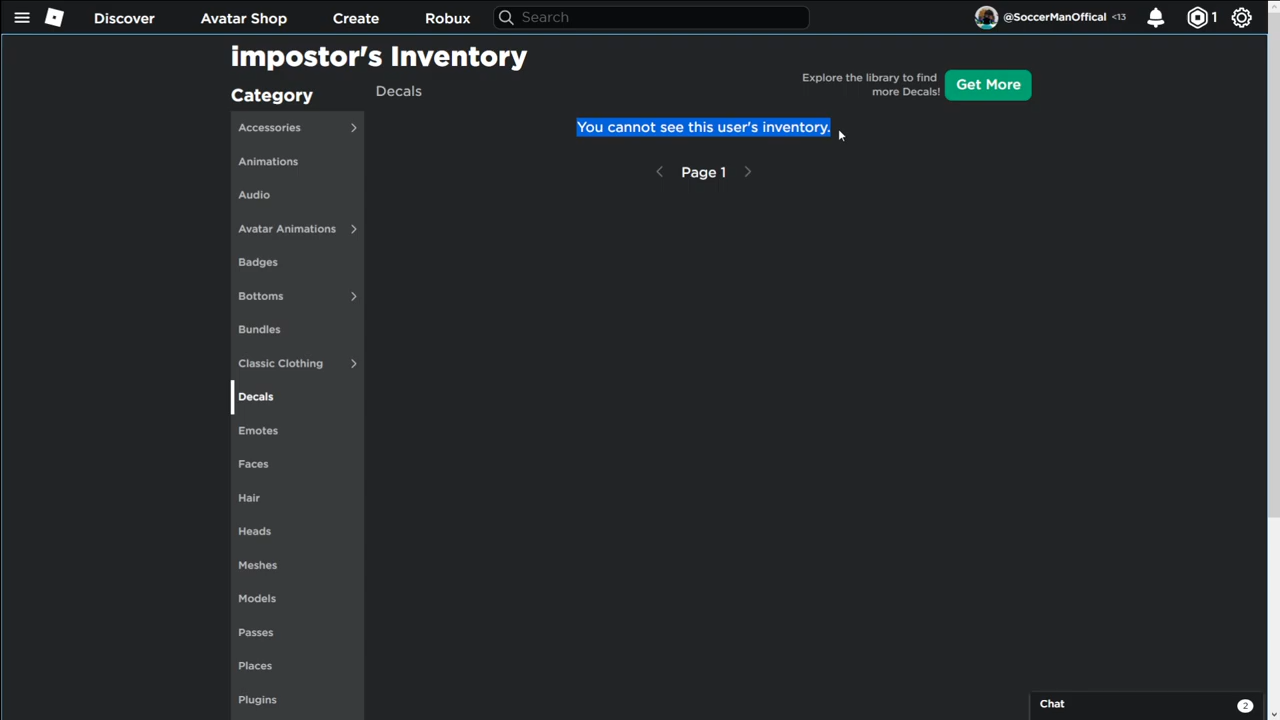 Discover
Avatar Shop
Create
Robux
Search
@SoccerManOffical <13
1
impostor's Inventory
Category
Decals
Explore the library to find
more Decals!
Get More
Accessories
You cannot see this user's inventory.
Animations
Page 1
Audio
Avatar Animations
Badges
Bottoms
Bundles
Classic Clothing
Decals
Emotes
Faces
Hair
Heads
Meshes
Models
Passes
Places
Plugins
Chat
2